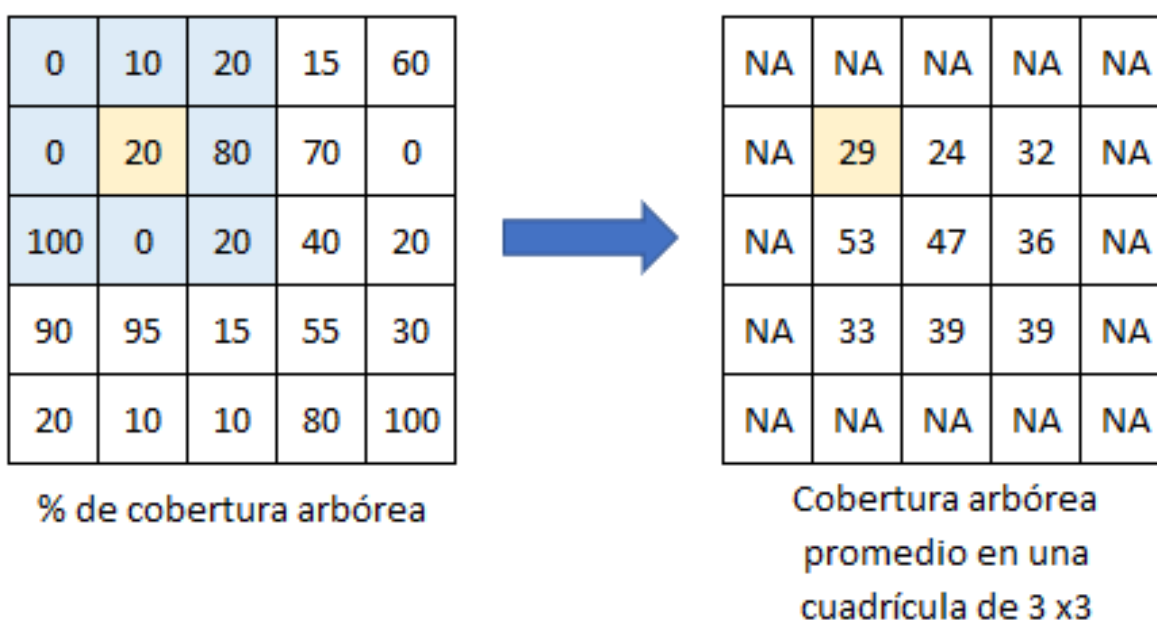 0 10 20 15 60
0 20 80 70 0
100 0 20 40 20
90 95 15 55 30
20 10 10 80 100
% de cobertura arbórea
NA NA NA NA NA
NA 29 24 32 NA
NA 53 47 36 NA
NA 33 39 39 NA
NA NA NA NA NA
Cobertura arbórea
promedio en una
cuadrícula de 3 x3